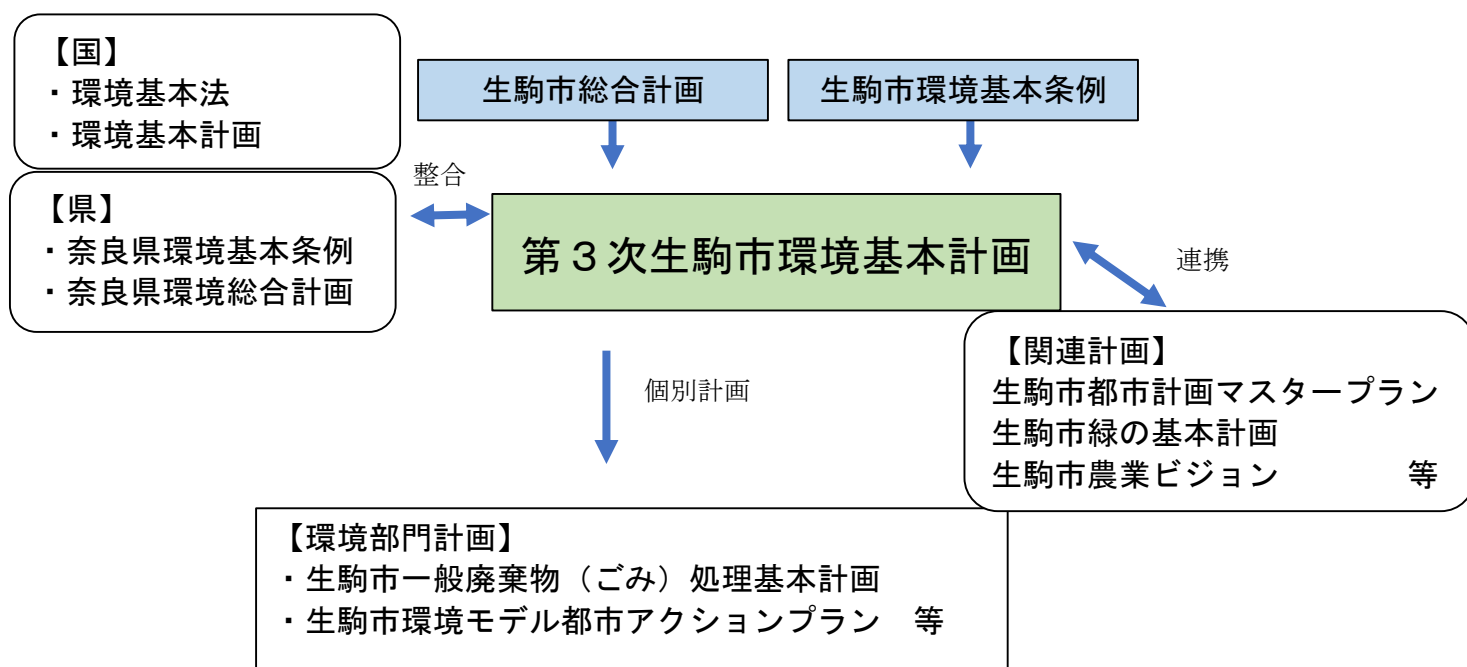 【国】
・環境基本法
・環境基本計画
生駒市総合計画
生駒市環境基本条例
整合
【県】
・奈良県環境基本条例
・奈良県環境総合計画
第３次生駒市環境基本計画
連携
【関連計画】
生駒市都市計画マスタープラン
生駒市緑の基本計画
生駒市農業ビジョン　　　　等
個別計画
【環境部門計画】
・生駒市一般廃棄物（ごみ）処理基本計画
・生駒市環境モデル都市アクションプラン　等